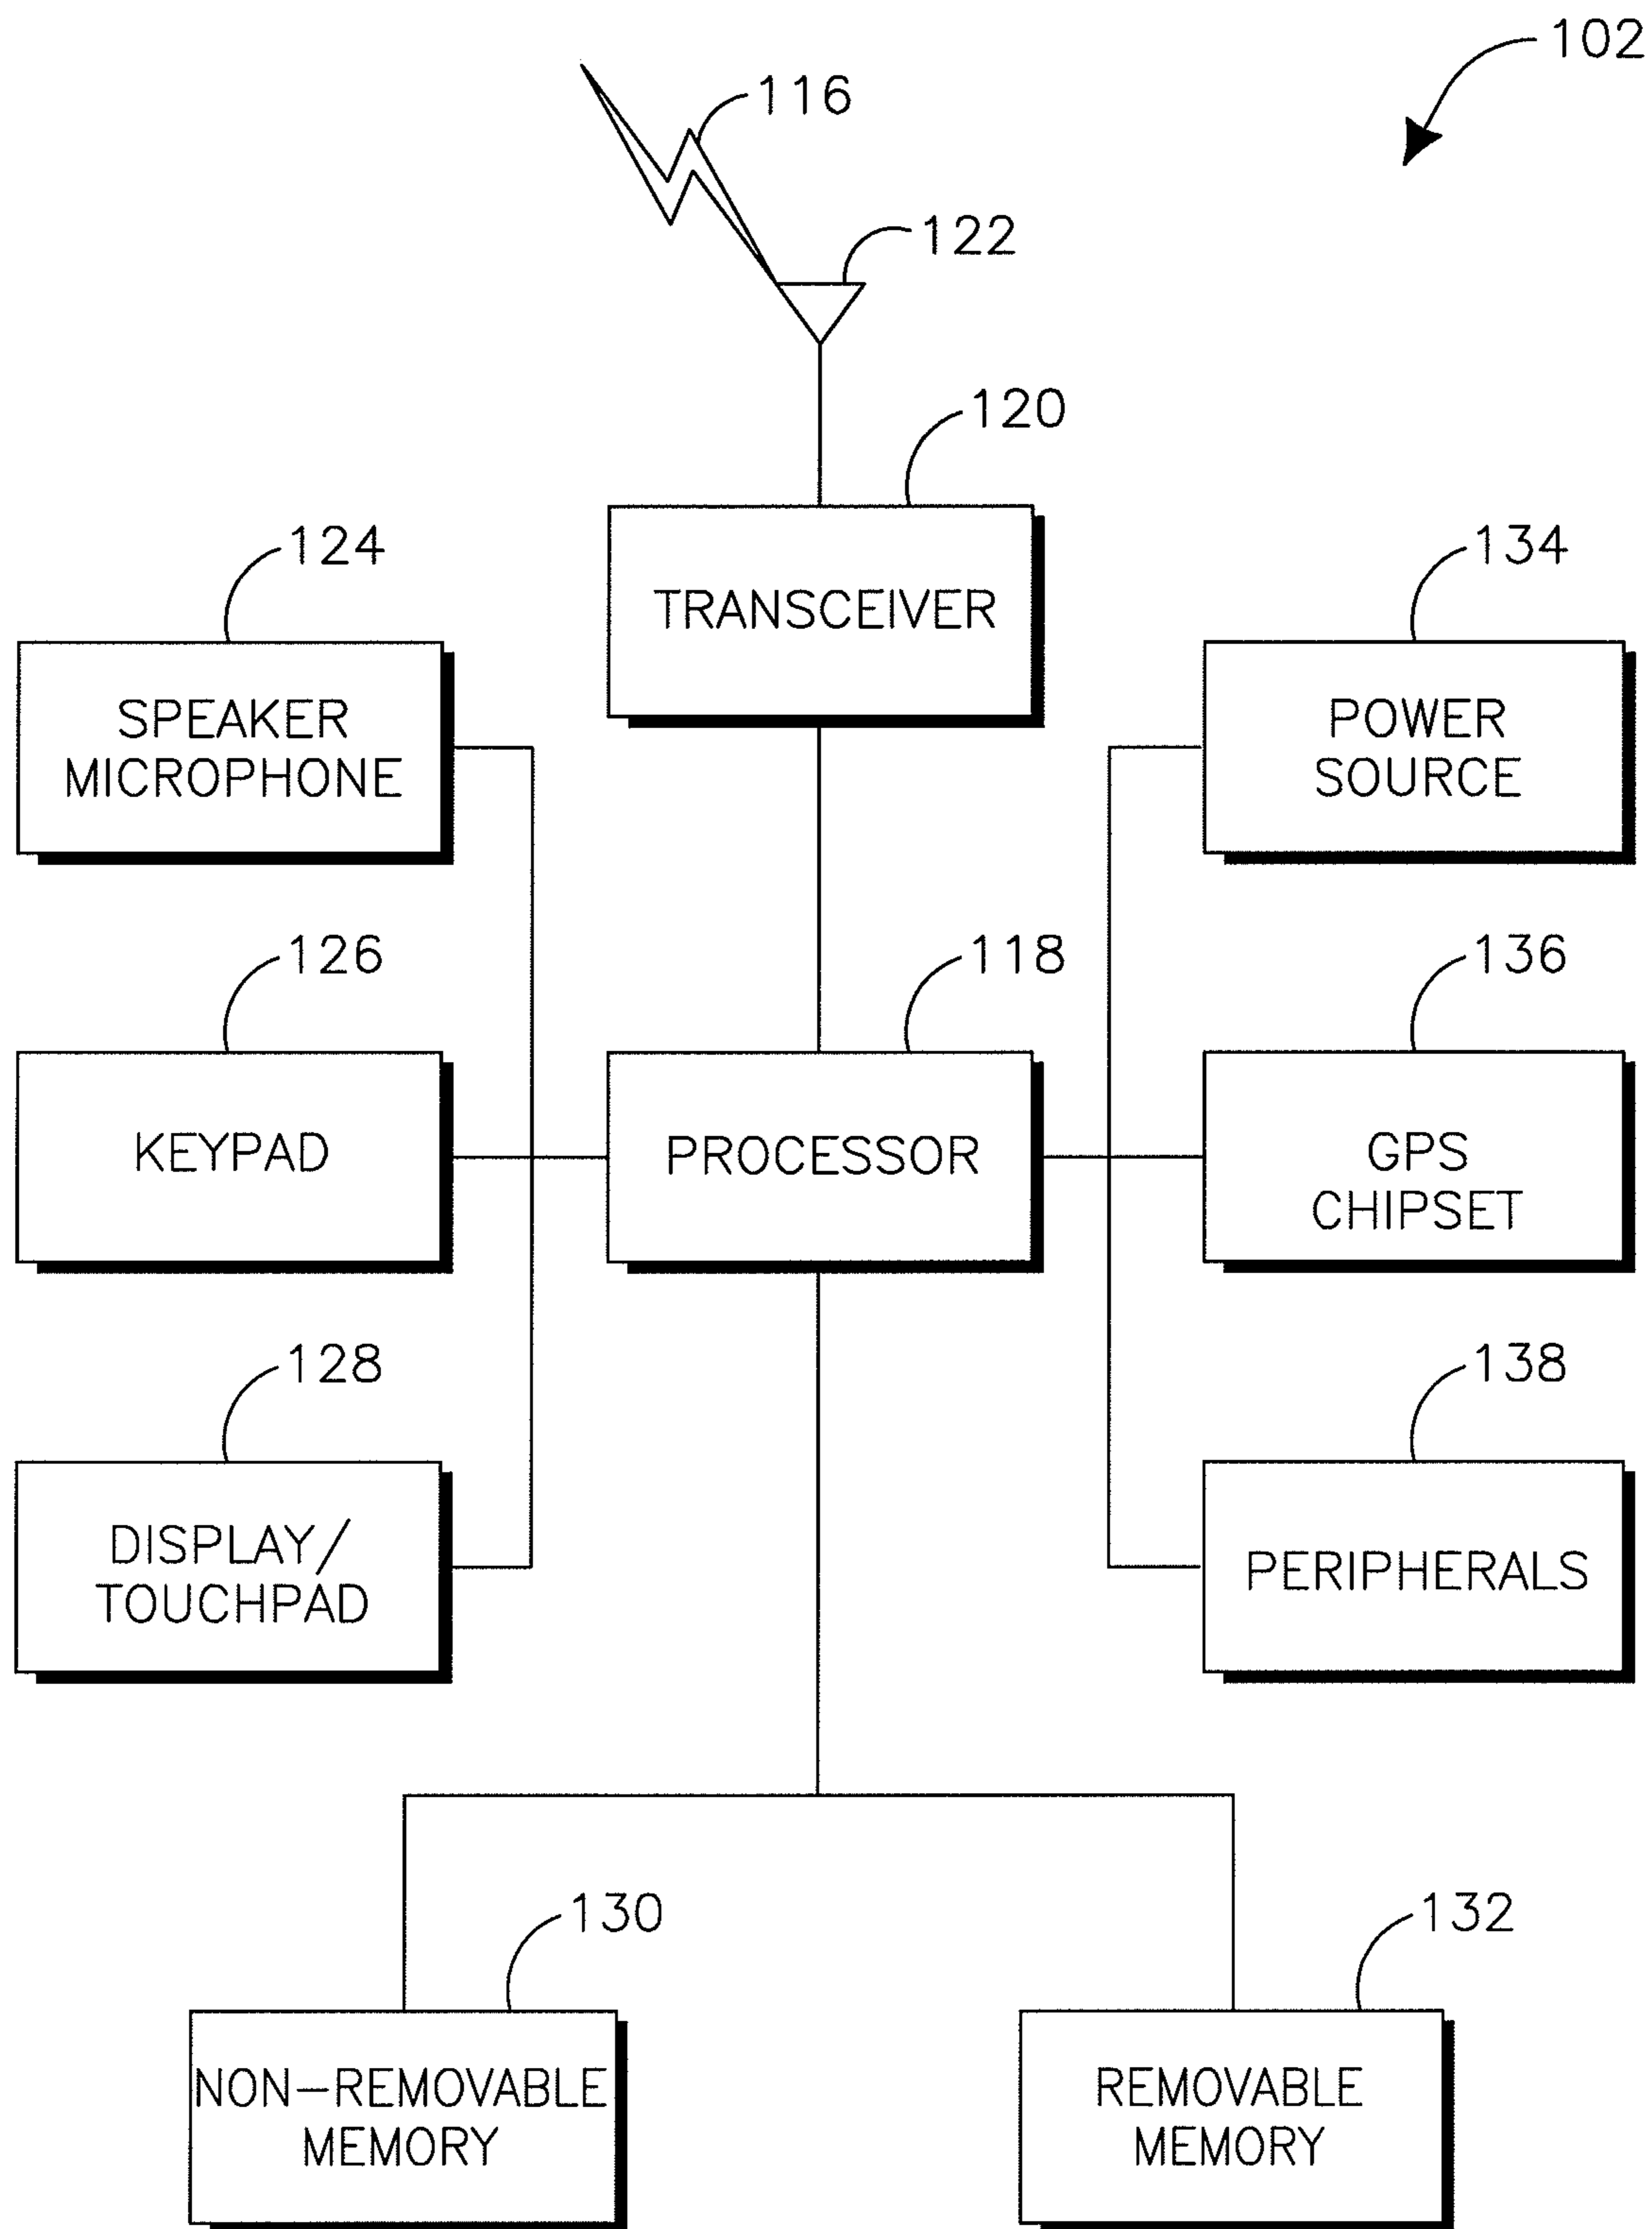 102
116
122
120
TRANSCEIVER
124
SPEAKER
MICROPHONE
134
POWER
SOURCE
126
KEYPAD
118
PROCESSOR
136
GPS
CHIPSET
128
DISPLAY/
TOUCHPAD
138
PERIPHERALS
130
NON-REMOVABLE
MEMORY
132
REMOVABLE
MEMORY